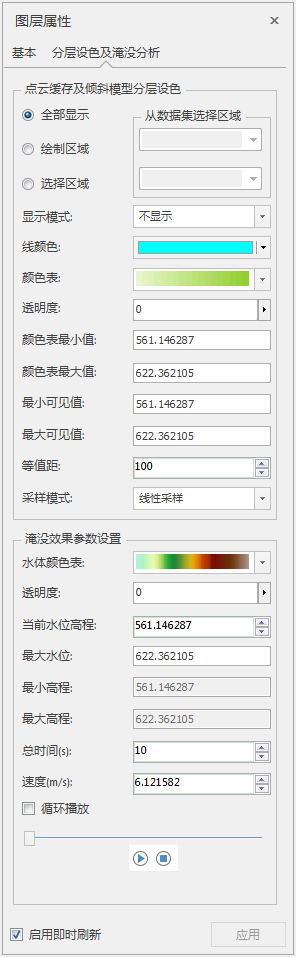 图层属性
基本 分层设色及淹没分析
点云缓存及倾斜模型分层设色
全部显示
从数据集选择区域
绘制区域
选择区域
显示模式: 不显示
线颜色:
颜色表:
透明度: 0
颜色表最小值: 561.146287
颜色表最大值: 622.362105
最小可见值: 561.146287
最大可见值: 622.362105
等值距: 100
采样模式: 线性采样
淹没效果参数设置
水体颜色表:
透明度: 0
当前水位高程: 561.146287
最大水位: 622.362105
最小高程: 561.146287
最大高程: 622.362105
总时间(s): 10
速度(m/s): 6.121582
循环播放
启用即时刷新 应用